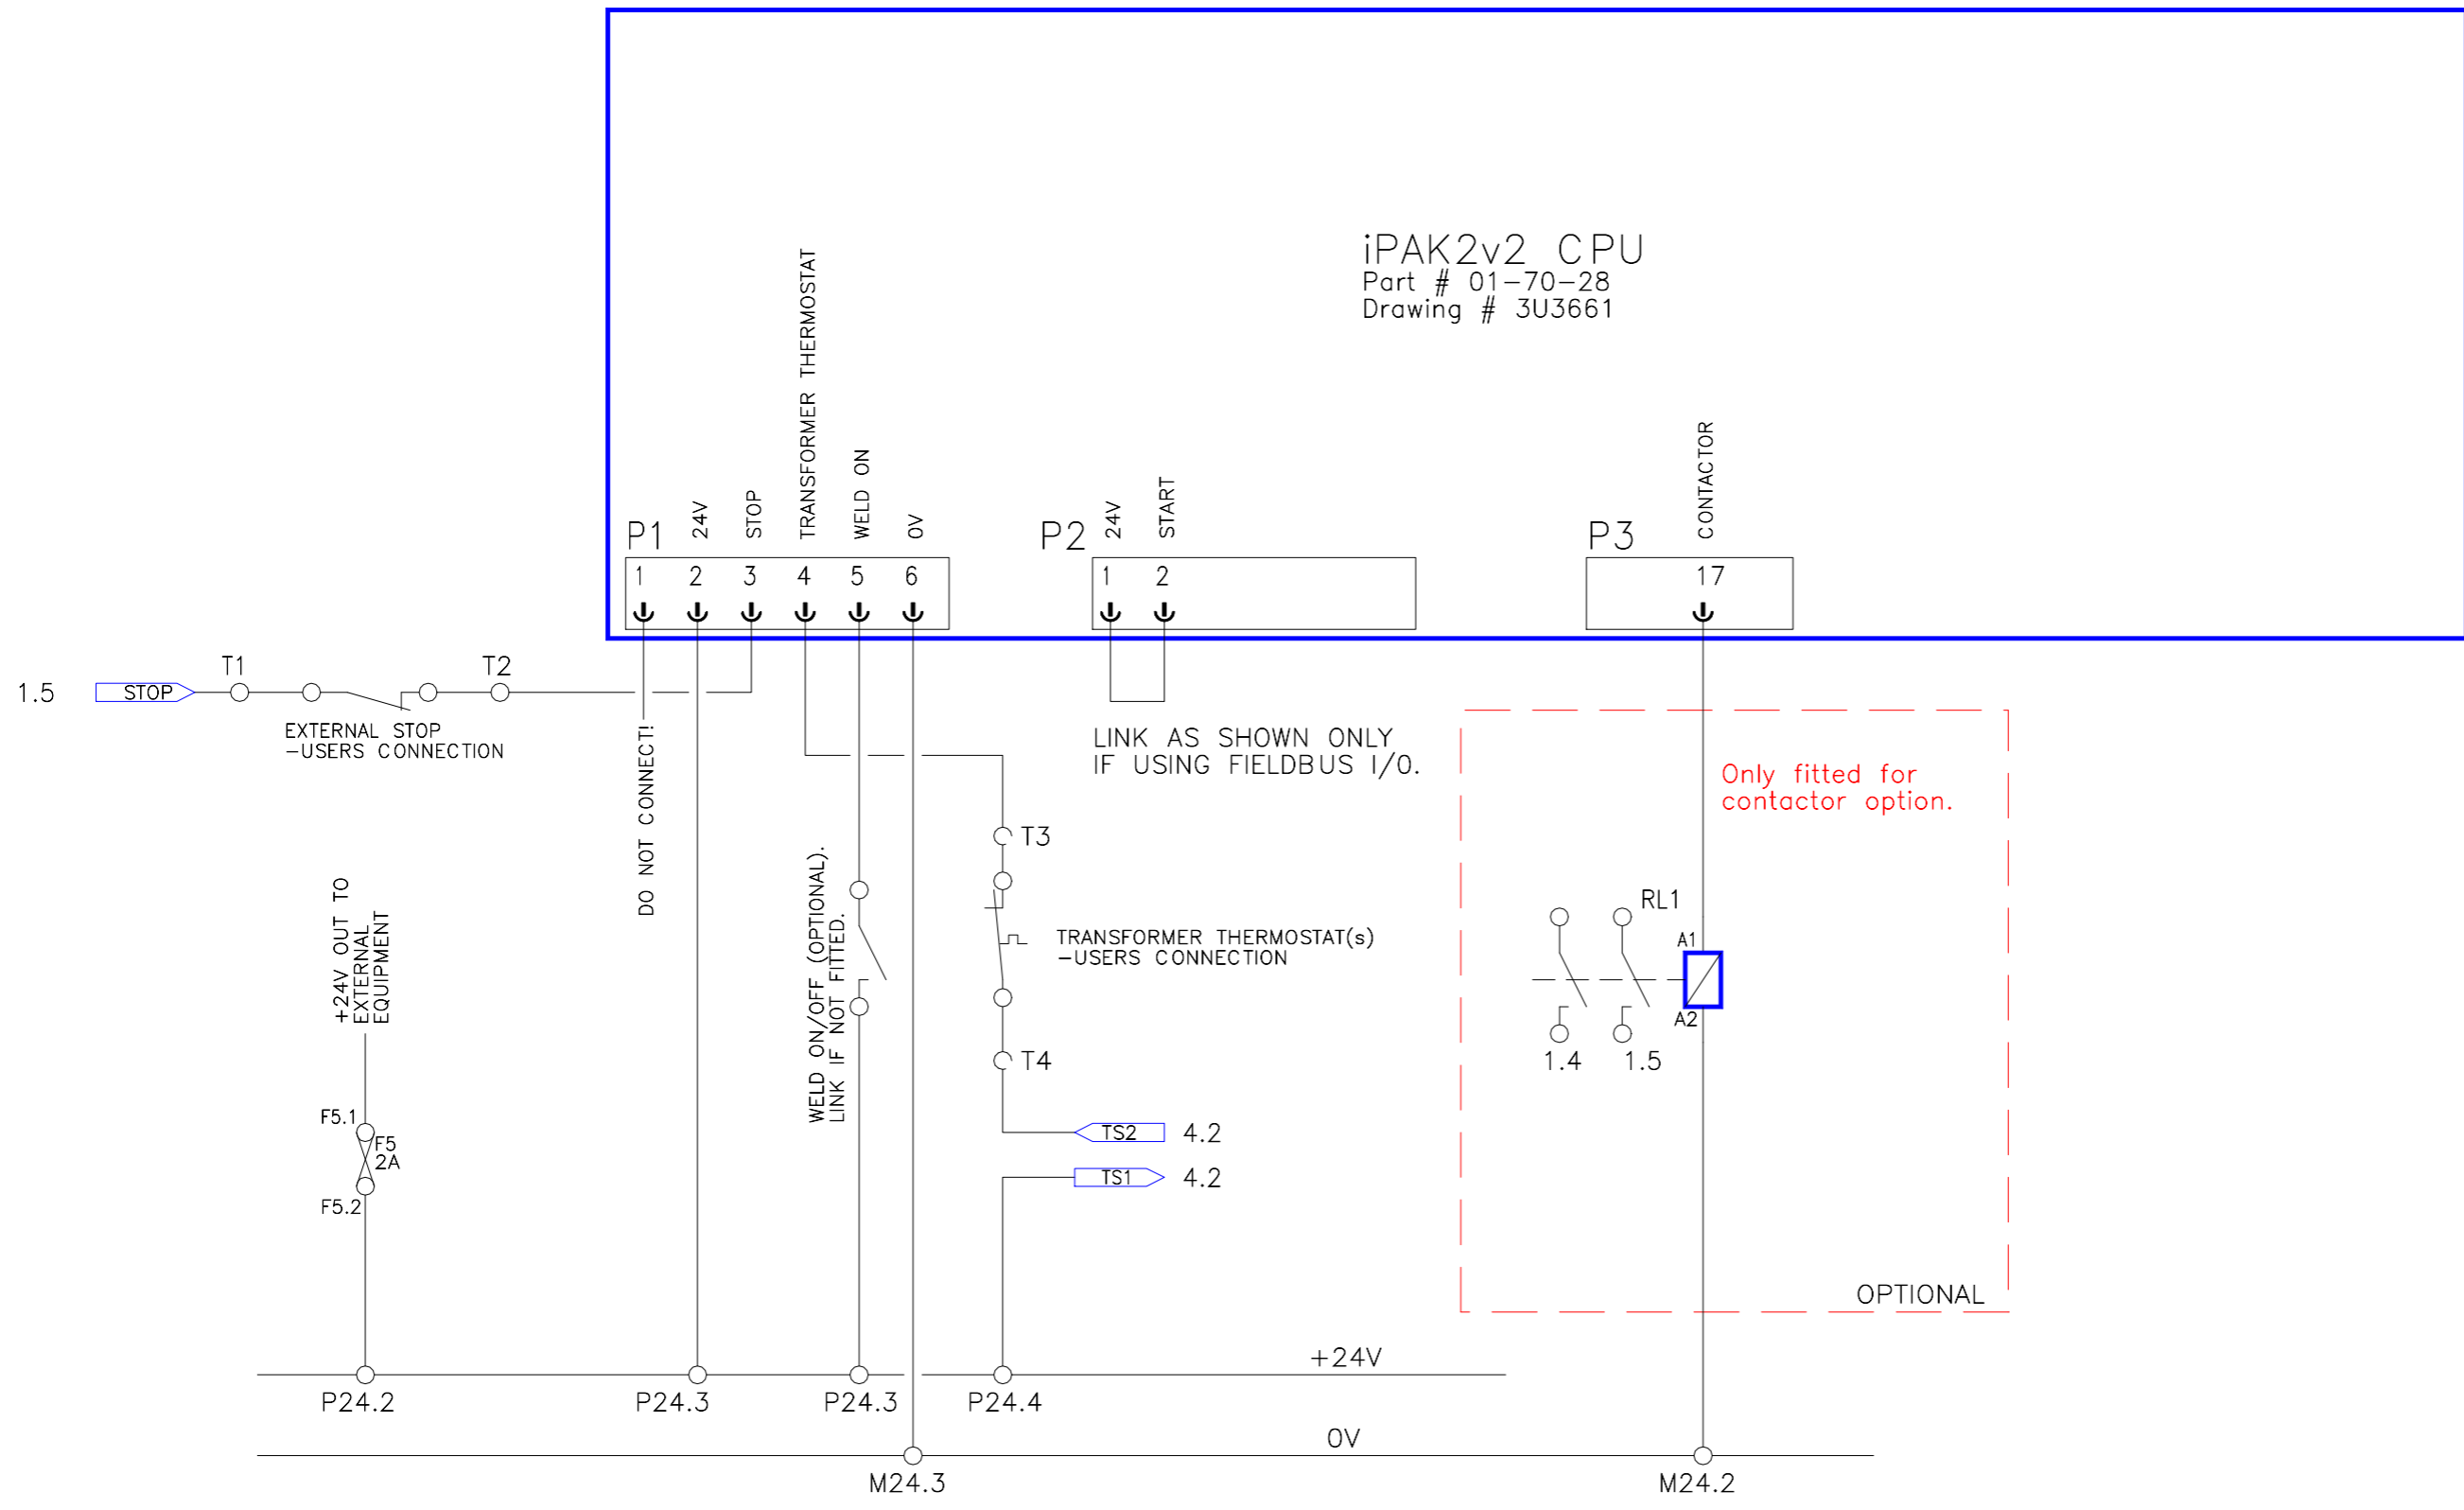 iPAK2v2 CPU
Part # 01-70-28
Drawing # 3U3661
TRANSFORMER THERMOSTAT
WELD ON
24V
STOP
0V
24V
START
CONTACTOR
P1
P2
P3
1 2 3 4 5 6
1 2
17
1.5
STOP
T1
T2
EXTERNAL STOP
-USERS CONNECTION
DO NOT CONNECT!
LINK AS SHOWN ONLY
IF USING FIELDBUS I/0.
Only fitted for
contactor option.
T3
+24V OUT TO
EXTERNAL
EQUIPMENT
WELD ON/OFF (OPTIONAL).
LINK IF NOT FITTED.
TRANSFORMER THERMOSTAT(s)
-USERS CONNECTION
RL1
A1
A2
1.4
1.5
T4
F5.1
F5
2A
F5.2
TS2
4.2
TS1
4.2
OPTIONAL
+24V
P24.2
P24.3
P24.3
P24.4
0V
M24.3
M24.2